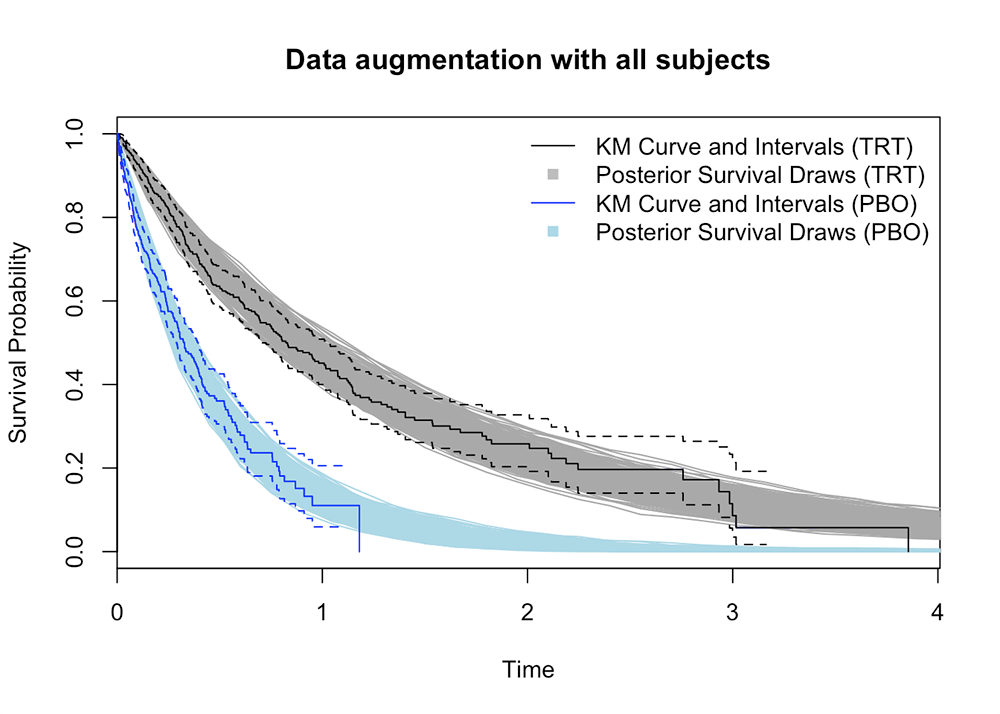 Data augmentation with all subjects
KM Curve and Intervals (TRT)
Posterior Survival Draws (TRT)
KM Curve and Intervals (PBO)
Posterior Survival Draws (PBO)
Survival Probability
1.0
0.8
0.6
0.4
0.2
0.0
0 1 2 3 4
Time